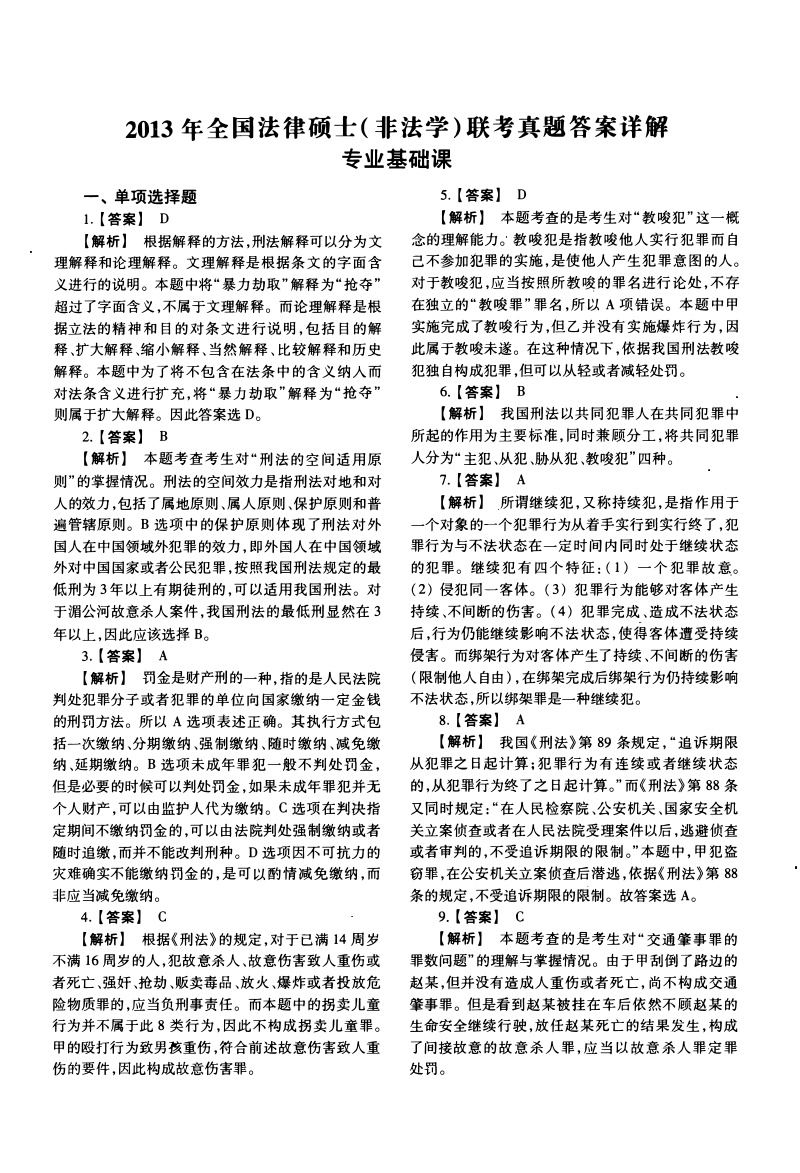 2013 年全国法律硕士(非法学)联考真题答案详解
专业基础课
一、单项选择题
1.【答案】 D
【解析】 根据解释的方法,刑法解释可以分为文
理解释和论理解释。文理解释是根据条文的字面含
义进行的说明。本题中将“暴力劫取”解释为“抢夺”
超过了字面含义,不属于文理解释。而论理解释是根
据立法的精神和目的对条文进行说明,包括目的解
释、扩大解释、缩小解释、当然解释、比较解释和历史
解释。本题中为了将不包含在法条中的含义纳人而
对法条含义进行扩充,将“暴力劫取”解释为“抢夺”
则属于扩大解释。因此答案选 D。
2.【答案】 B
【解析】 本题考查考生对“刑法的空间适用原
则”的掌握情况。刑法的空间效力是指刑法对地和对
人的效力,包括了属地原则、属人原则、保护原则和普
遍管辖原则。B 选项中的保护原则体现了刑法对外
国人在中国领域外犯罪的效力,即外国人在中国领域
外对中国国家或者公民犯罪,按照我国刑法规定的最
低刑为 3 年以上有期徒刑的,可以适用我国刑法。对
于湄公河故意杀人案件,我国刑法的最低刑显然在 3
年以上,因此应该选择 B。
3.【答案】 A
【解析】 罚金是财产刑的一种,指的是人民法院
判处犯罪分子或者犯罪的单位向国家缴纳一定金钱
的刑罚方法。所以 A 选项表述正确。其执行方式包
括一次缴纳、分期缴纳、强制缴纳、随时缴纳、减免缴
纳、延期缴纳。B 选项未成年罪犯一般不判处罚金,
但是必要的时候可以判处罚金,如果未成年罪犯并无
个人财产,可以由监护人代为缴纳。C 选项在判决指
定期间不缴纳罚金的,可以由法院判处强制缴纳或者
随时追缴,而并不能改判刑种。D 选项因不可抗力的
灾难确实不能缴纳罚金的,是可以酌情减免缴纳,而
非应当减免缴纳。
4.【答案】 C
【解析】 根据《刑法》的规定,对于已满 14 周岁
不满 16 周岁的人,犯故意杀人、故意伤害致人重伤或
者死亡、强奸、抢劫、贩卖毒品、放火、爆炸或者投放危
险物质罪的,应当负刑事责任。而本题中的拐卖儿童
行为并不属于此 8 类行为,因此不构成拐卖儿童罪。
甲的殴打行为致男孩重伤,符合前述故意伤害致人重
伤的要件,因此构成故意伤害罪。
5.【答案】 D
【解析】 本题考查的是考生对“教唆犯”这一概
念的理解能力。教唆犯是指教唆他人实行犯罪而自
己不参加犯罪的实施,是使他人产生犯罪意图的人。
对于教唆犯,应当按照所教唆的罪名进行论处,不存
在独立的“教唆罪”罪名,所以 A 项错误。本题中甲
实施完成了教唆行为,但乙并没有实施爆炸行为,因
此属于教唆未遂。在这种情况下,依据我国刑法教唆
犯独自构成犯罪,但可以从轻或者减轻处罚。
6.【答案】 B
【解析】 我国刑法以共同犯罪人在共同犯罪中
所起的作用为主要标准,同时兼顾分工,将共同犯罪
人分为“主犯、从犯、胁从犯、教唆犯”四种。
7.【答案】 A
【解析】 所谓继续犯,又称持续犯,是指作用于
一个对象的一个犯罪行为从着手实行到实行终了,犯
罪行为与不法状态在一定时间内同时处于继续状态
的犯罪。继续犯有四个特征:(1) 一个犯罪故意。
(2) 侵犯同一客体。(3) 犯罪行为能够对客体产生
持续、不间断的伤害。(4) 犯罪完成、造成不法状态
后,行为仍能继续影响不法状态,使得客体遭受持续
侵害。而绑架行为对客体产生了持续、不间断的伤害
(限制他人自由),在绑架完成后绑架行为仍持续影响
不法状态,所以绑架罪是一种继续犯。
8.【答案】 A
【解析】 我国《刑法》第 89 条规定,“追诉期限
从犯罪之日起计算;犯罪行为有连续或者继续状态
的,从犯罪行为终了之日起计算。”而《刑法》第 88 条
又同时规定:“在人民检察院、公安机关、国家安全机
关立案侦查或者在人民法院受理案件以后,逃避侦查
或者审判的,不受追诉期限的限制。”本题中,甲犯盗
窃罪,在公安机关立案侦查后潜逃,依据《刑法》第 88
条的规定,不受追诉期限的限制。故答案选 A。
9.【答案】 C
【解析】 本题考查的是考生对“交通肇事罪的
罪数问题”的理解与掌握情况。由于甲刮倒了路边的
赵某,但并没有造成人重伤或者死亡,尚不构成交通
肇事罪。但是看到赵某被挂在车后依然不顾赵某的
生命安全继续行驶,放任赵某死亡的结果发生,构成
了间接故意的故意杀人罪,应当以故意杀人罪定罪
处罚。